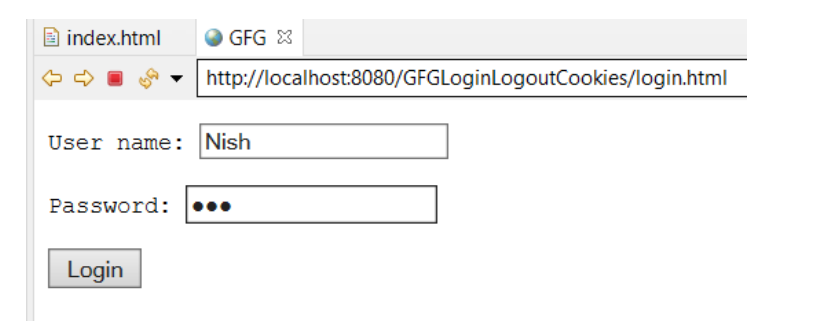 index.html GFG
http://localhost:8080/GFGLoginLogoutCookies/login.html
User name: Nish
Password: •••
Login